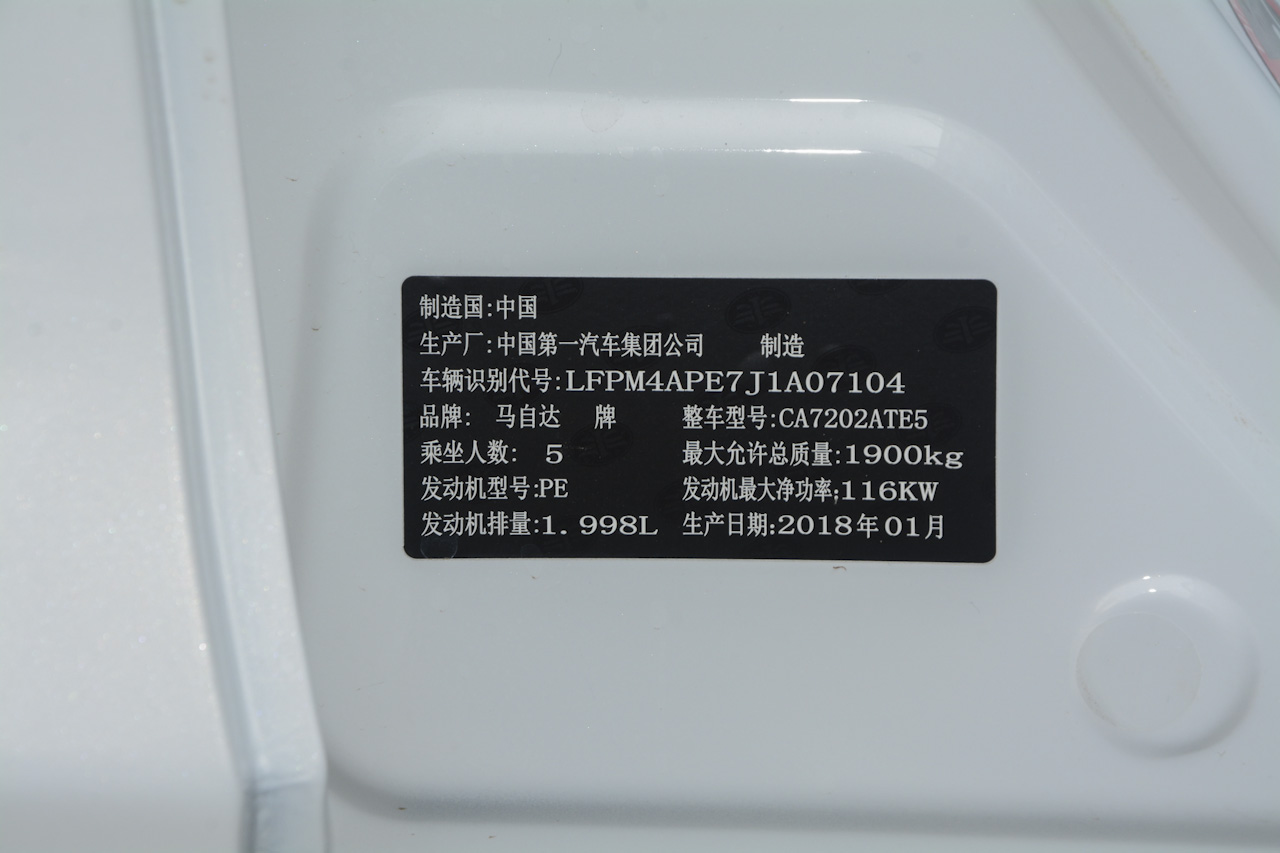 制造国:中国
生产厂:中国第一汽车集团公司 制造
车辆识别代号:LFPM4APE7J1A07104
品牌: 马自达 牌 整车型号:CA7202ATE5
乘坐人数: 5 最大允许总质量:1900kg
发动机型号:PE 发动机最大净功率:116KW
发动机排量:1.998L 生产日期:2018年01月